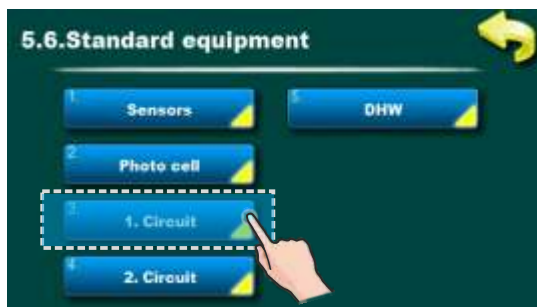 5.6.Standard equipment
1.
Sensors
2.
Photo cell
3.
1. Circuit
4.
2. Circuit
5.
DHW